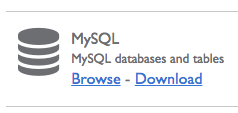 MySQL
MySQL databases and tables
Browse - Download